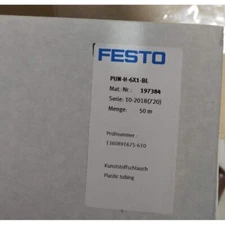 FESTO
PUN-H-6X1-BL
Mat.-Nr.: 197384
Serie: 10-2018(720)
Menge: 50 m
Prüfnummer :
Kunststoffschlauch
Plastic tubing